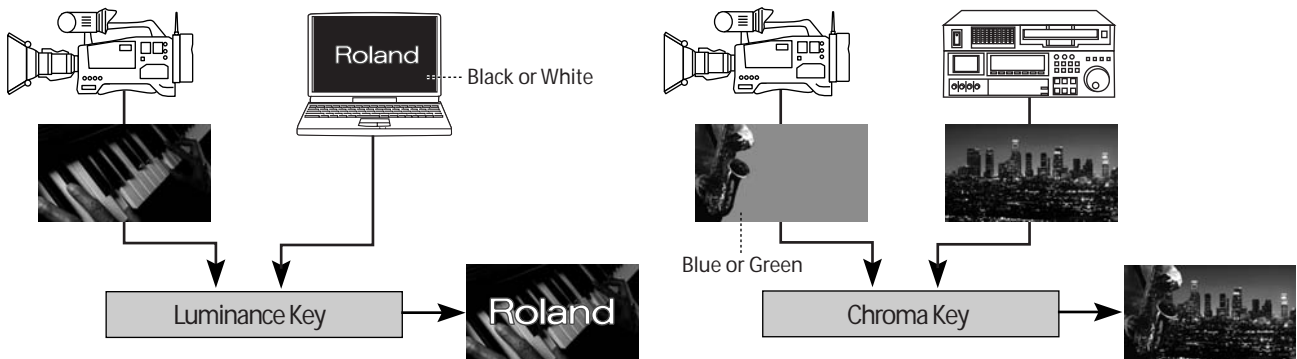 Roland
Black or White
Blue or Green
Luminance Key
Roland
Chroma Key